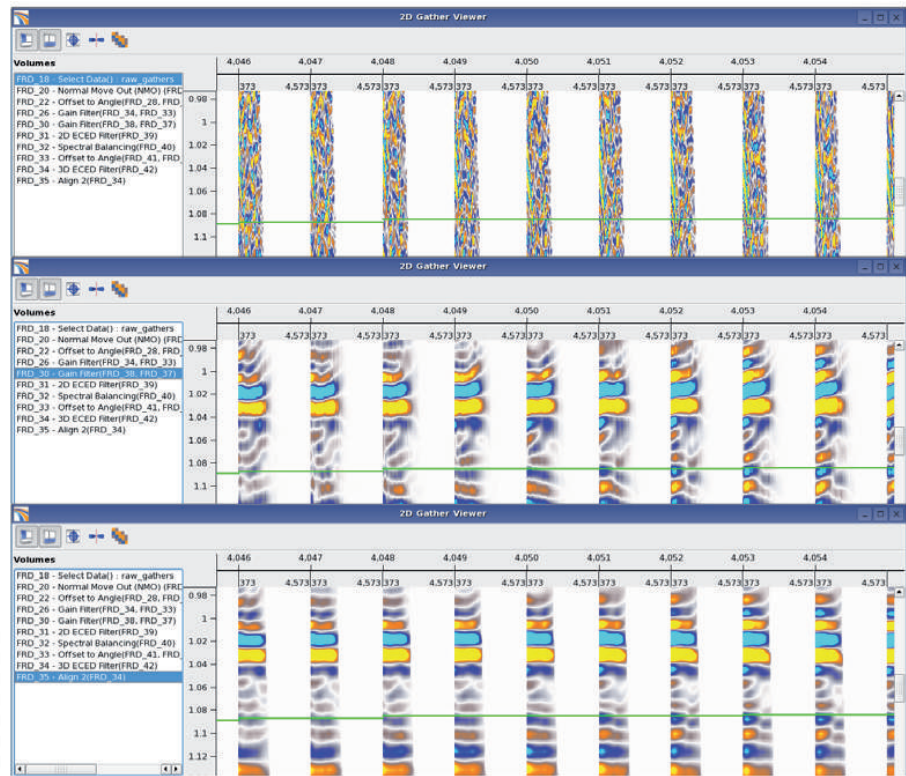 2D Gather Viewer
Volumes
4,046 4,047 4,048 4,049 4,050 4,051 4,052 4,053 4,054
373 4,573 373 4,573 373 4,573 373 4,573 373 4,573 373 4,573 373 4,573 373 4,573 373 4,573
FRD_18 - Select Data() : raw_gathers
FRD_20 - Normal Move Out (NMO) (FRD
FRD_22 - Offset to Angle(FRD_28, FRD_
FRD_26 - Gain Filter(FRD_34, FRD_33)
FRD_30 - Gain Filter(FRD_38, FRD_37)
FRD_31 - 2D ECED Filter(FRD_39)
FRD_32 - Spectral Balancing(FRD_40)
FRD_33 - Offset to Angle(FRD_41, FRD_
FRD_34 - 3D ECED Filter(FRD_42)
FRD_35 - Align 2(FRD_34)
0.98
1
1.02
1.04
1.06
1.08
1.1
2D Gather Viewer
Volumes
4,046 4,047 4,048 4,049 4,050 4,051 4,052 4,053 4,054
373 4,573 373 4,573 373 4,573 373 4,573 373 4,573 373 4,573 373 4,573 373 4,573 373 4,573
FRD_18 - Select Data() : raw_gathers
FRD_20 - Normal Move Out (NMO) (FRD
FRD_22 - Offset to Angle(FRD_28, FRD_
FRD_26 - Gain Filter(FRD_34, FRD_33)
FRD_30 - Gain Filter(FRD_38, FRD_37)
FRD_31 - 2D ECED Filter(FRD_39)
FRD_32 - Spectral Balancing(FRD_40)
FRD_33 - Offset to Angle(FRD_41, FRD_
FRD_34 - 3D ECED Filter(FRD_42)
FRD_35 - Align 2(FRD_34)
0.98
1
1.02
1.04
1.06
1.08
1.1
2D Gather Viewer
Volumes
4,046 4,047 4,048 4,049 4,050 4,051 4,052 4,053 4,054
373 4,573 373 4,573 373 4,573 373 4,573 373 4,573 373 4,573 373 4,573 373 4,573 373 4,573
FRD_18 - Select Data() : raw_gathers
FRD_20 - Normal Move Out (NMO) (FRD
FRD_22 - Offset to Angle(FRD_28, FRD_
FRD_26 - Gain Filter(FRD_34, FRD_33)
FRD_30 - Gain Filter(FRD_38, FRD_37)
FRD_31 - 2D ECED Filter(FRD_39)
FRD_32 - Spectral Balancing(FRD_40)
FRD_33 - Offset to Angle(FRD_41, FRD_
FRD_34 - 3D ECED Filter(FRD_42)
FRD_35 - Align 2(FRD_34)
0.98
1
1.02
1.04
1.06
1.08
1.1
1.12